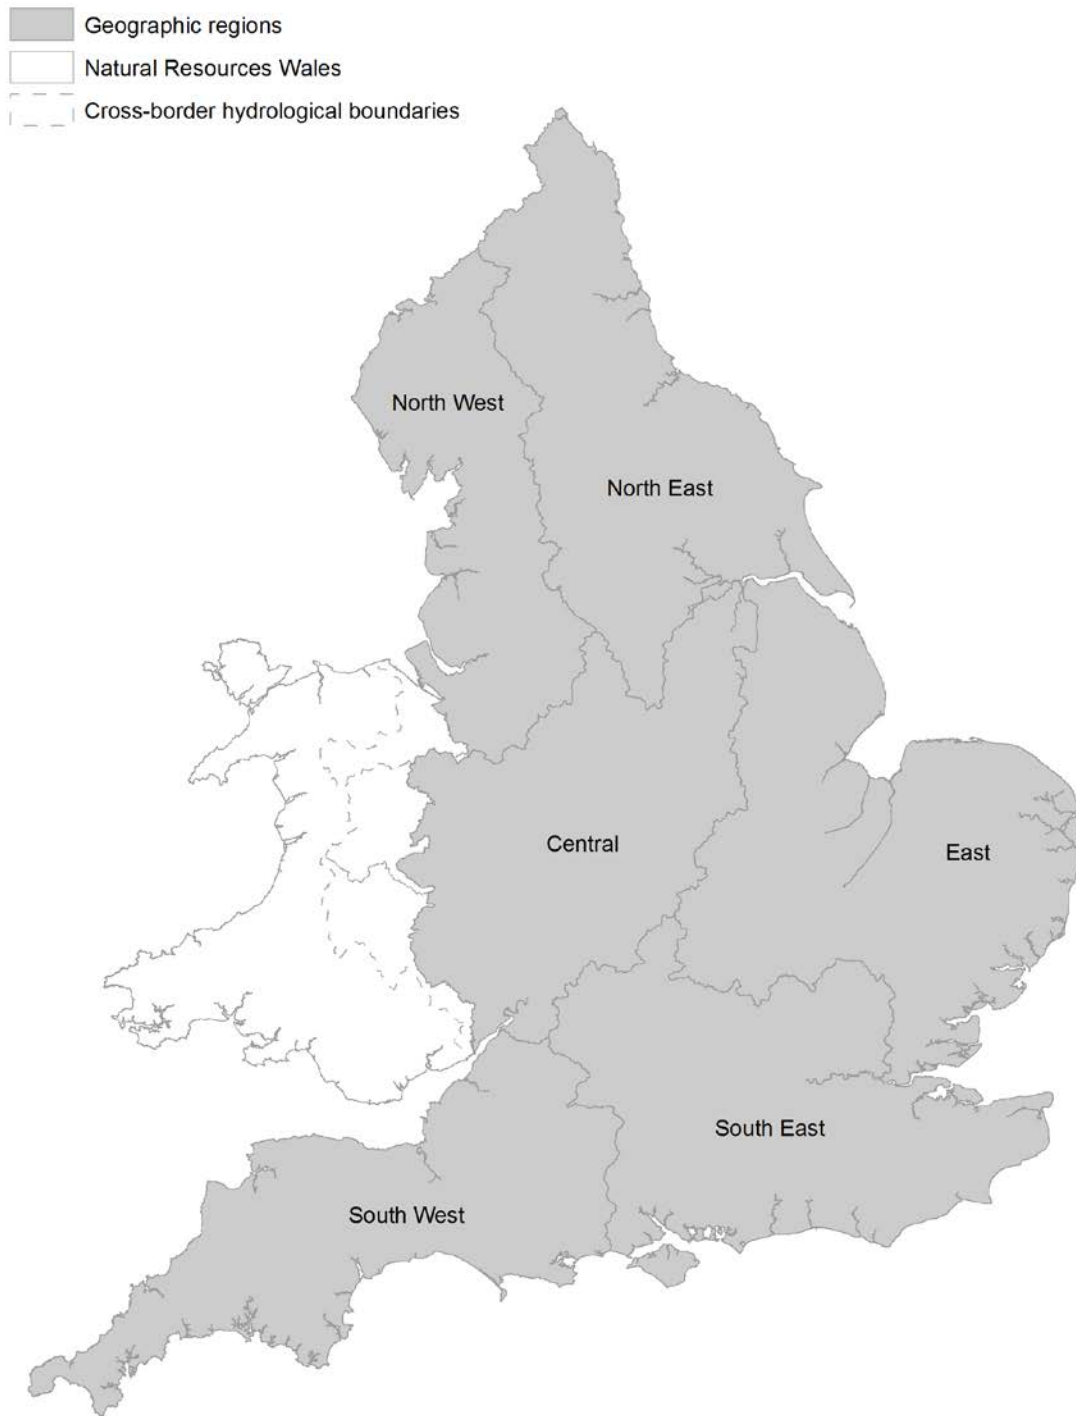 Geographic regions
Natural Resources Wales
Cross-border hydrological boundaries
North West
North East
Central
East
South East
South West